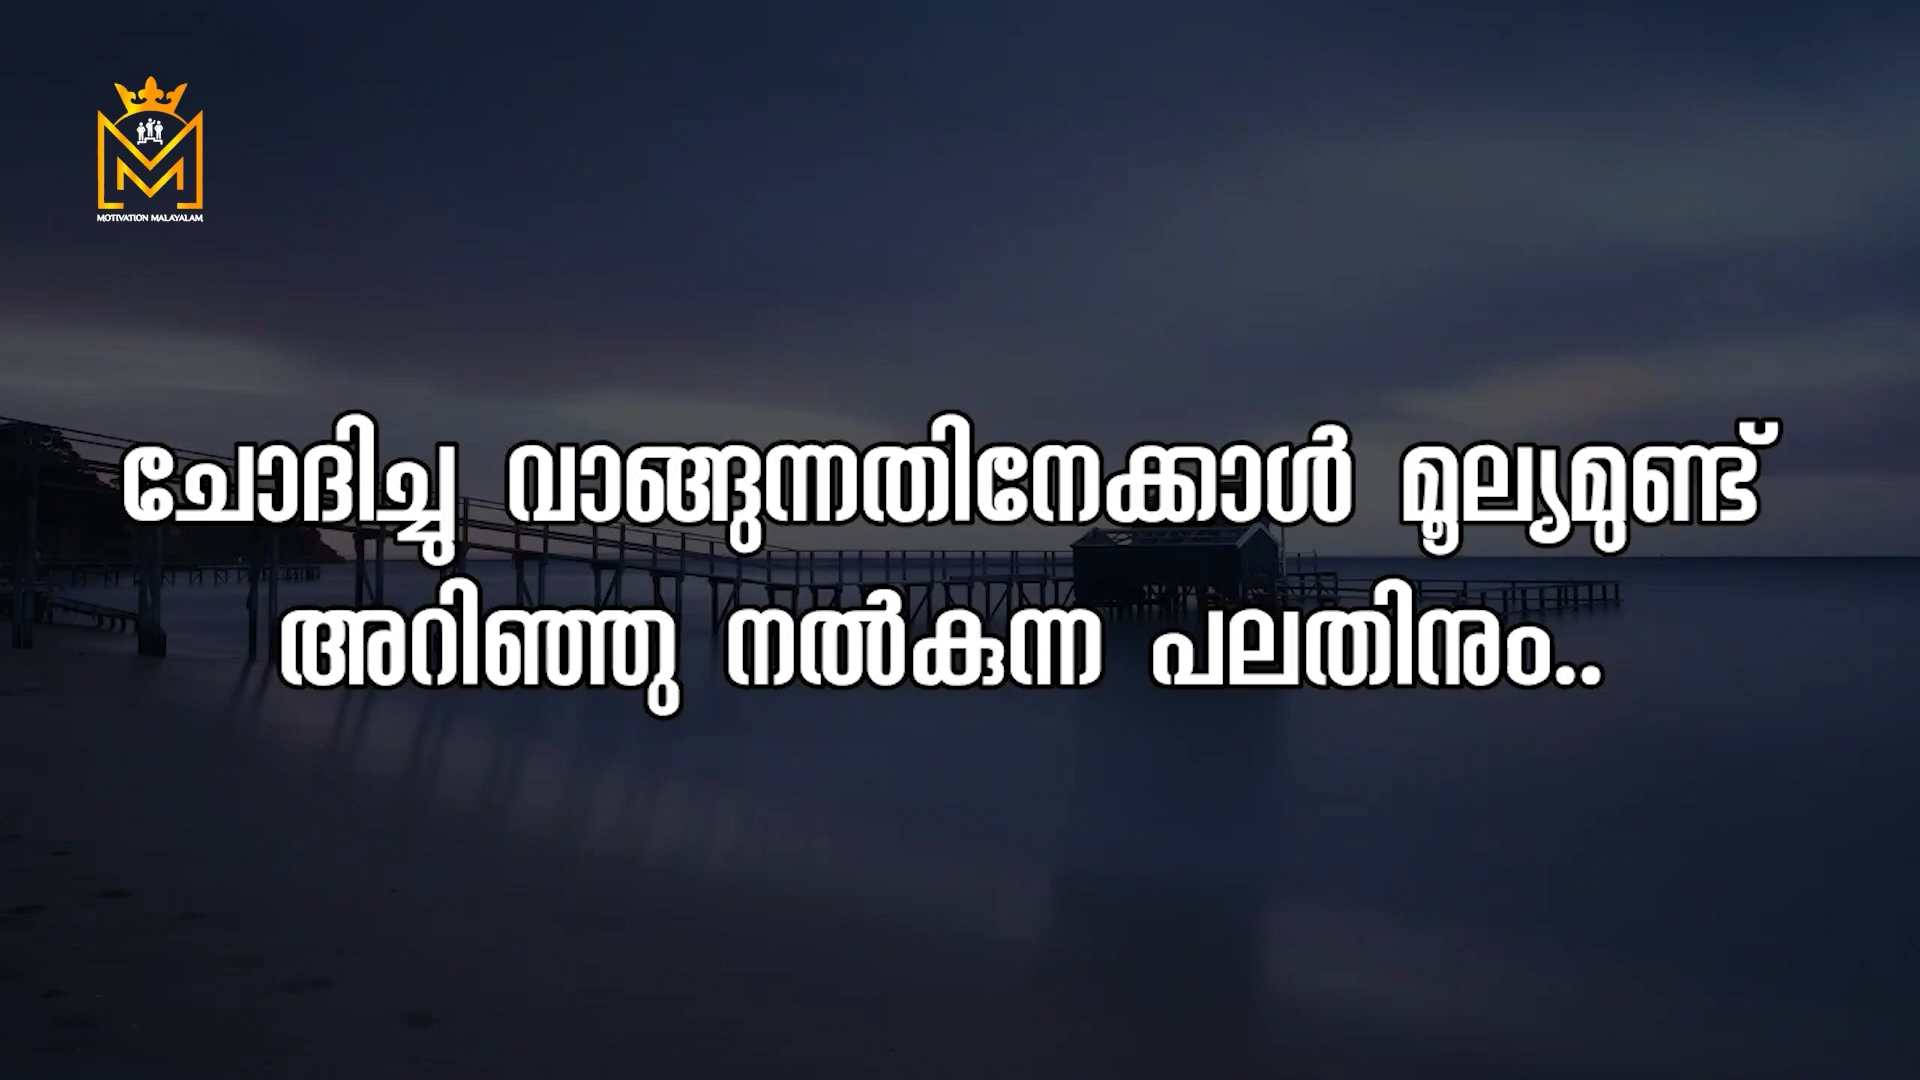 MOTIVATION MALAYALAM
ചോദിച്ചു വാങ്ങുന്നതിനേക്കാൾ മൂല്യമുണ്ട്
അറിഞ്ഞു നൽകുന്ന പലതിനും..